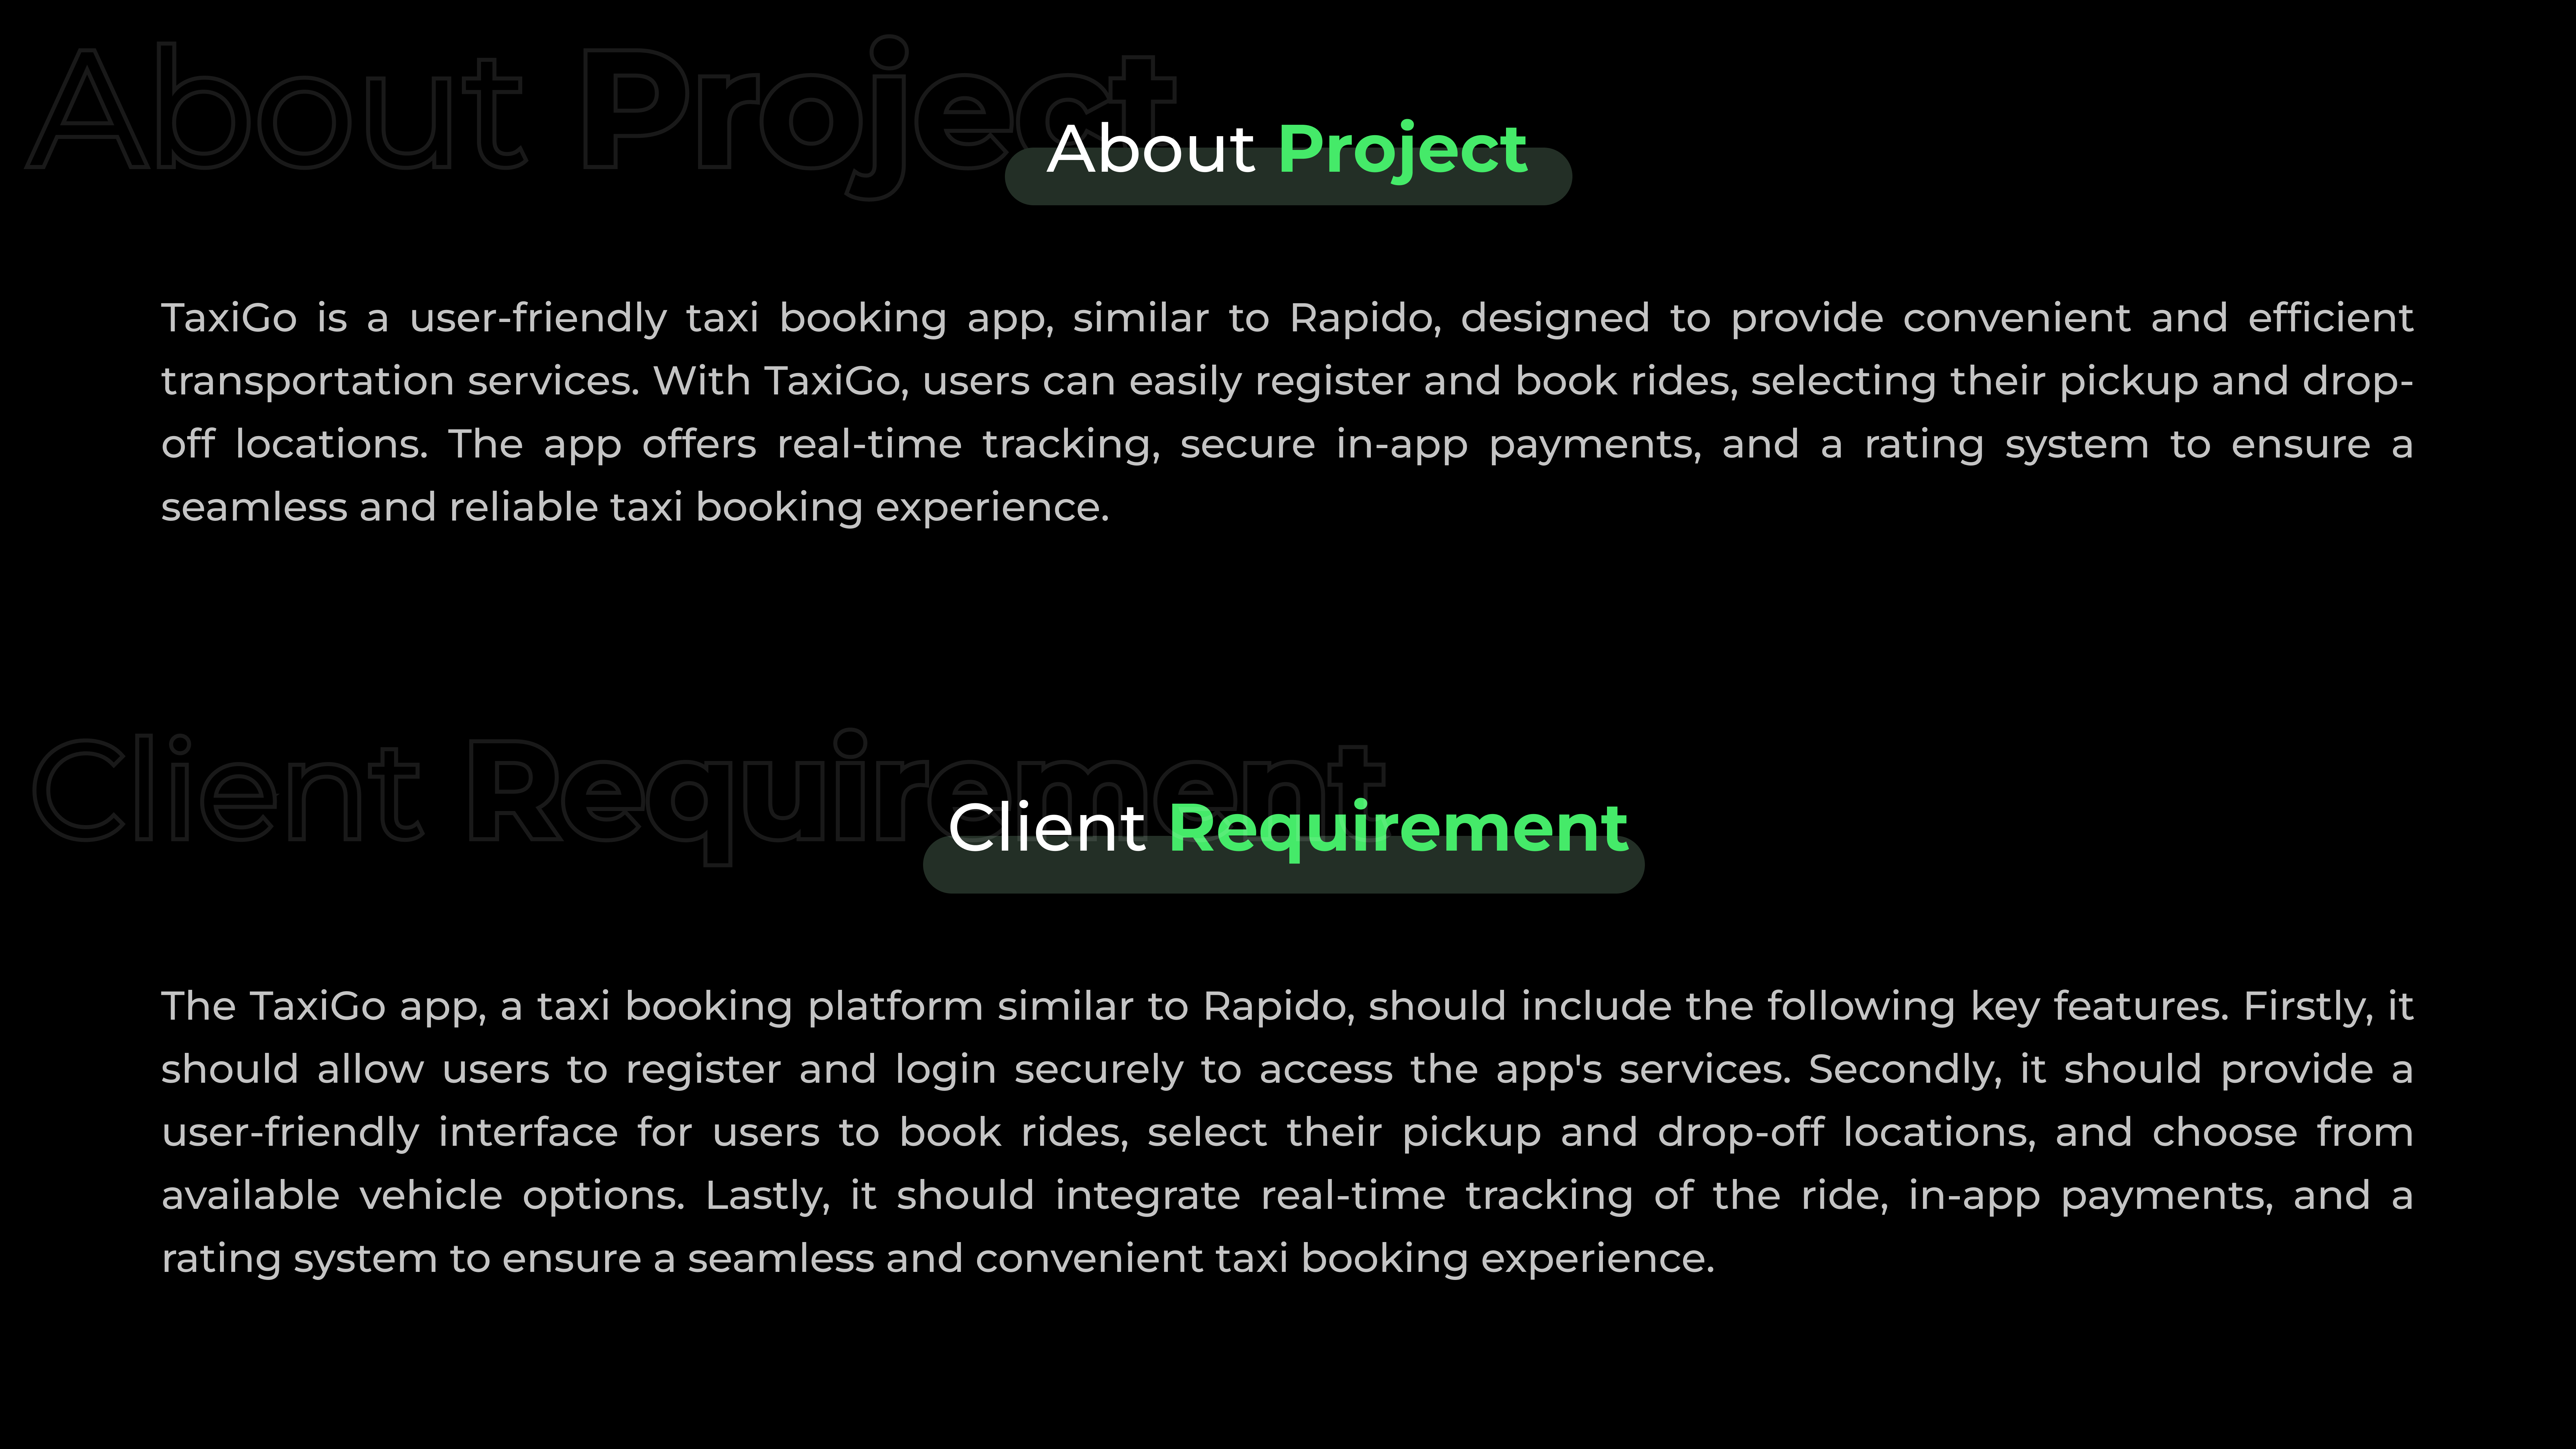 About Project
About Project
TaxiGo is a user-friendly taxi booking app, similar to Rapido, designed to provide convenient and efficient
transportation services. With TaxiGo, users can easily register and book rides, selecting their pickup and drop-
off locations. The app offers real-time tracking, secure in-app payments, and a rating system to ensure a
seamless and reliable taxi booking experience.
Client Requirement
Client Requirement
The TaxiGo app, a taxi booking platform similar to Rapido, should include the following key features. Firstly, it
should allow users to register and login securely to access the app's services. Secondly, it should provide a
user-friendly interface for users to book rides, select their pickup and drop-off locations, and choose from
available vehicle options. Lastly, it should integrate real-time tracking of the ride, in-app payments, and a
rating system to ensure a seamless and convenient taxi booking experience.